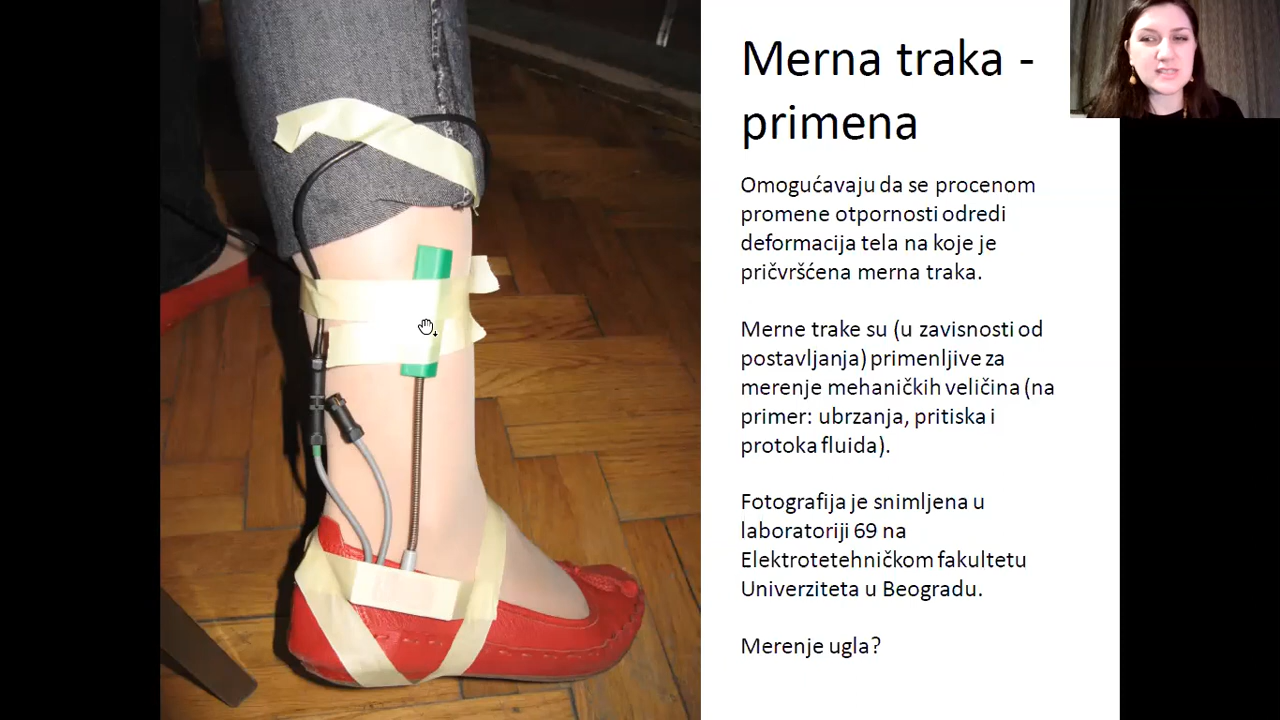 Merna traka -
primena
Omogućavaju da se procenom
promene otpornosti odredi
deformacija tela na koje je
pričvršćena merna traka.
Merne trake su (u zavisnosti od
postavljanja) primenljive za
merenje mehaničkih veličina (na
primer: ubrzanja, pritiska i
protoka fluida).
Fotografija je snimljena u
laboratoriji 69 na
Elektrotetehničkom fakultetu
Univerziteta u Beogradu.
Merenje ugla?